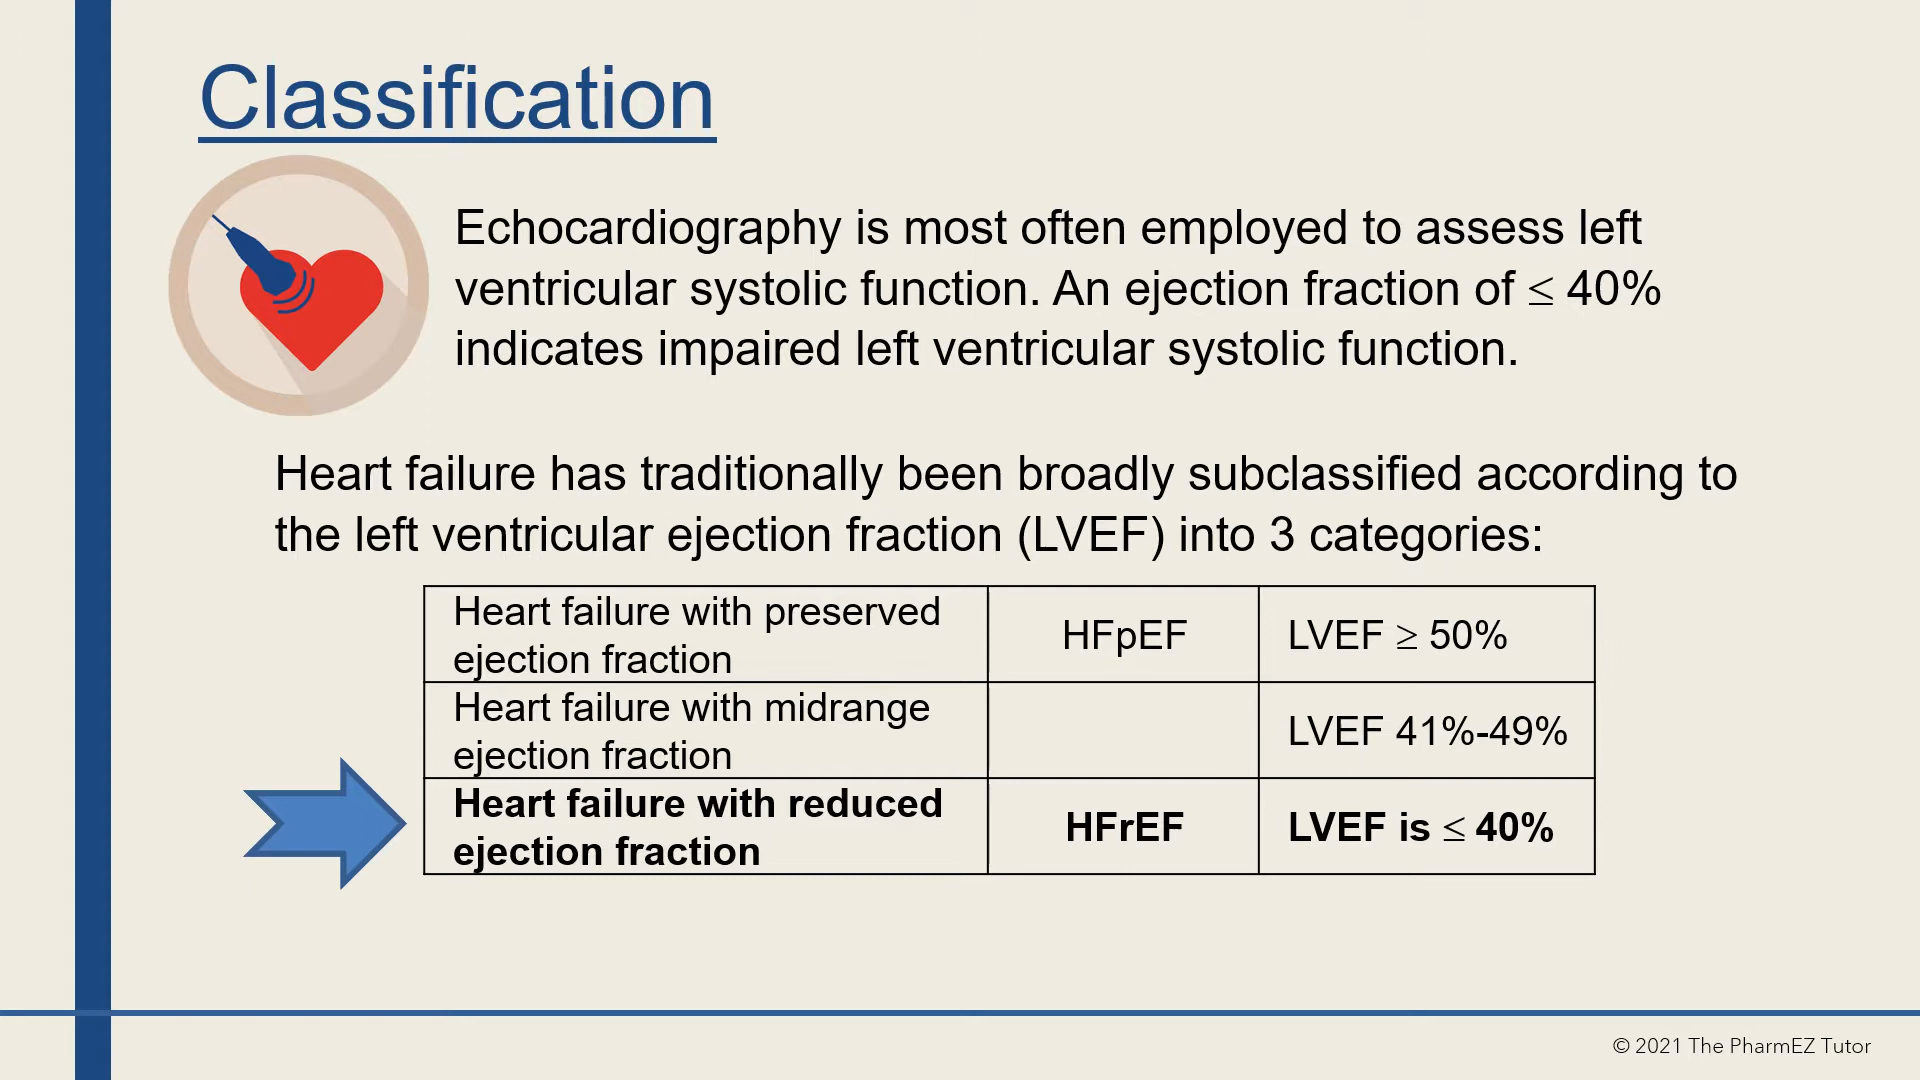 Classification
Echocardiography is most often employed to assess left
ventricular systolic function. An ejection fraction of ≤ 40%
indicates impaired left ventricular systolic function.
Heart failure has traditionally been broadly subclassified according to
the left ventricular ejection fraction (LVEF) into 3 categories:
Heart failure with preserved
ejection fraction
HFpEF
LVEF ≥ 50%
Heart failure with midrange
ejection fraction
LVEF 41%-49%
Heart failure with reduced
ejection fraction
HFrEF
LVEF is ≤ 40%
© 2021 The PharmEZ Tutor